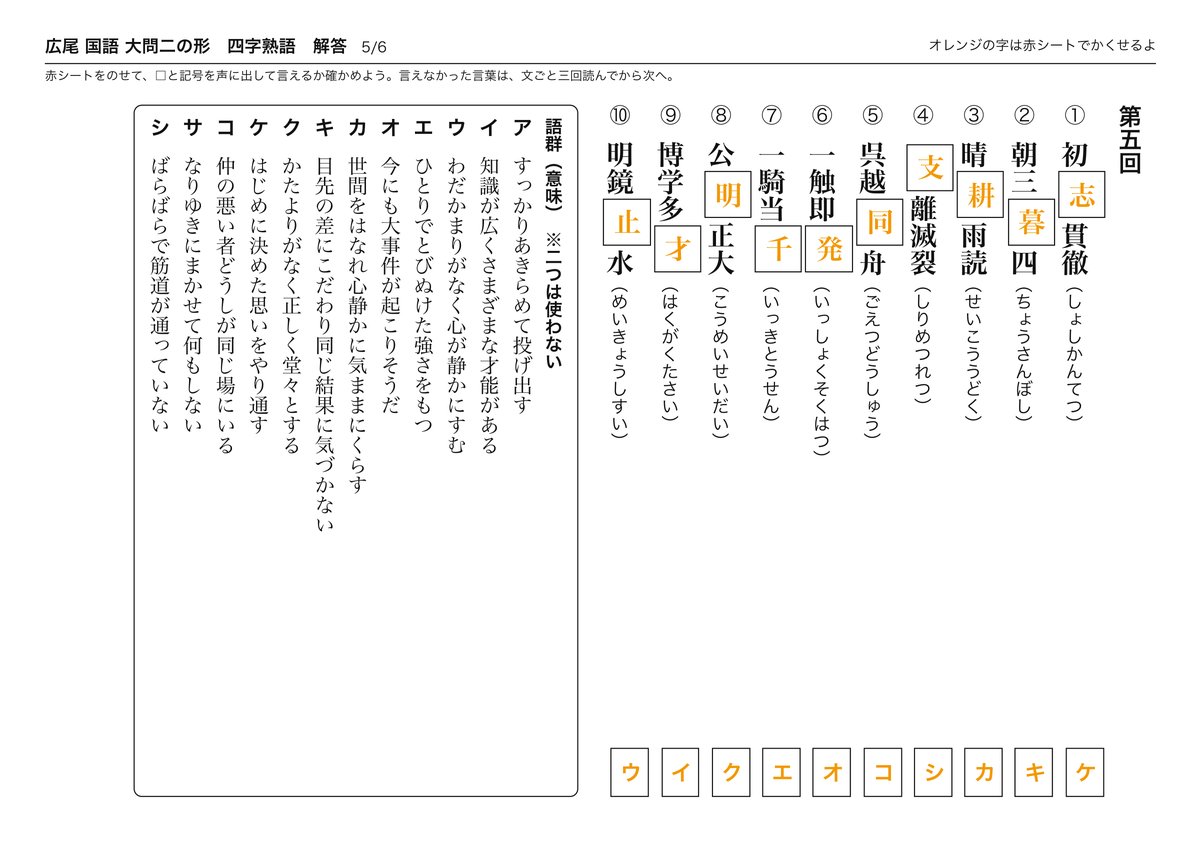 広尾 国語 大問二の形　四字熟語　解答　5/6
オレンジの字は赤シートでかくせるよ
赤シートをのせて、□と記号を声に出して言えるか確かめよう。言えなかった言葉は、文ごと三回読んでから次へ。
第五回
① 初志貫徹（しょしかんてつ） ケ
② 朝三暮四（ちょうさんぼし） キ
③ 晴耕雨読（せいこううどく） カ
④ 支離滅裂（しりめつれつ） シ
⑤ 呉越同舟（ごえつどうしゅう） コ
⑥ 一触即発（いっしょくそくはつ） オ
⑦ 一騎当千（いっきとうせん） エ
⑧ 公明正大（こうめいせいだい） ク
⑨ 博学多才（はくがくたさい） イ
⑩ 明鏡止水（めいきょうしすい） ウ
語群（意味）　※二つは使わない
ア　すっかりあきらめて投げ出す
イ　知識が広くさまざまな才能がある
ウ　わだかまりがなく心が静かにすむ
エ　ひとりでとびぬけた強さをもつ
オ　今にも大事件が起こりそうだ
カ　世間をはなれ心静かに気ままにくらす
キ　目先の差にこだわり同じ結果に気づかない
ク　かたよりがなく正しく堂々とする
ケ　はじめに決めた思いをやり通す
コ　仲の悪い者どうしが同じ場にいる
サ　なりゆきにまかせて何もしない
シ　ばらばらで筋道が通っていない